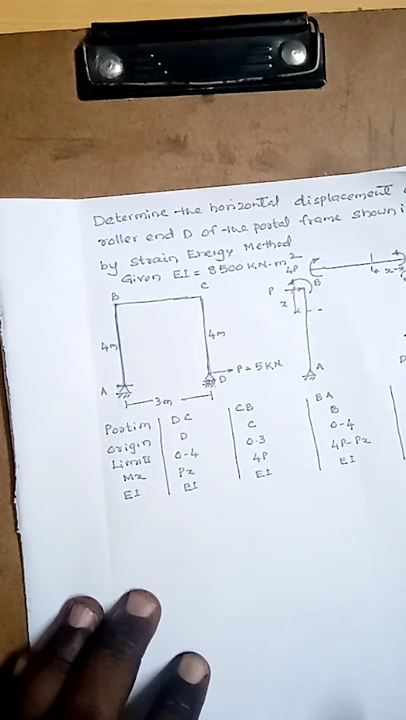 Determine the horizontal displacement
roller end D of the portal frame shown i
by Strain Energy Method
Given EI = 8500 KN-m²
B
C
4m
4m
A
D
P = 5KN
3m
4P
B
P
x
A
x
Portion | DC | CB | BA
Origin | D | C | B
Limit | 0-4 | 0-3 | 0-4
Mx | Px | 4P | 4P-Px
EI | EI | EI | EI